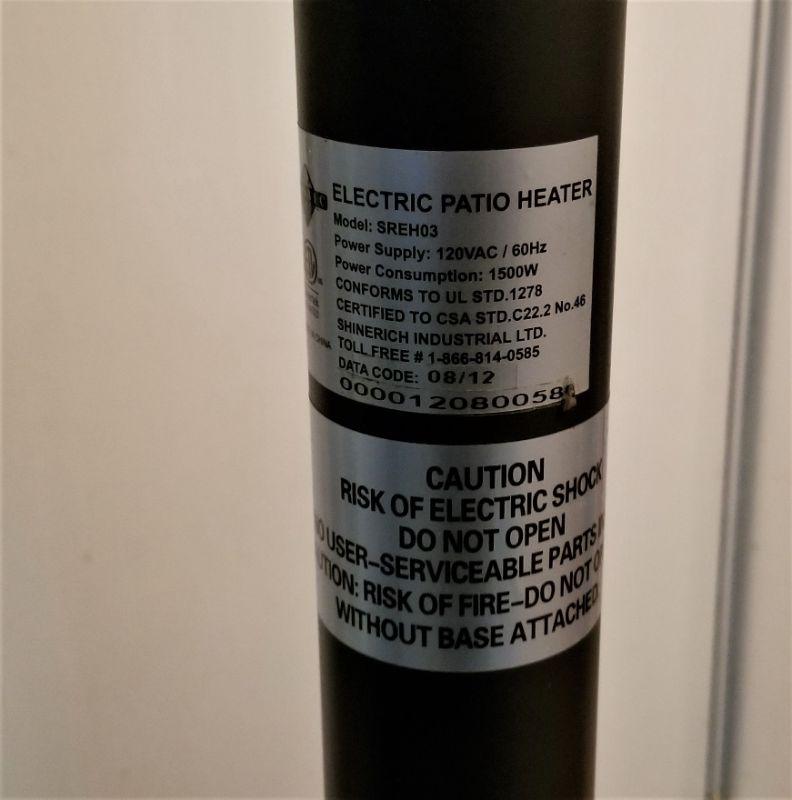 ELECTRIC PATIO HEATER
Model: SREH03
Power Supply: 120VAC / 60Hz
Power Consumption: 1500W
CONFORMS TO UL STD.1278
CERTIFIED TO CSA STD.C22.2 No.46
SHINERICH INDUSTRIAL LTD.
TOLL FREE # 1-866-814-0585
DATA CODE: 08/12
CHINA
CAUTION
RISK OF ELECTRIC SHOCK
DO NOT OPEN
USER-SERVICEABLE PARTS
RISK OF FIRE-DO NOT
WITHOUT BASE ATTACHED.